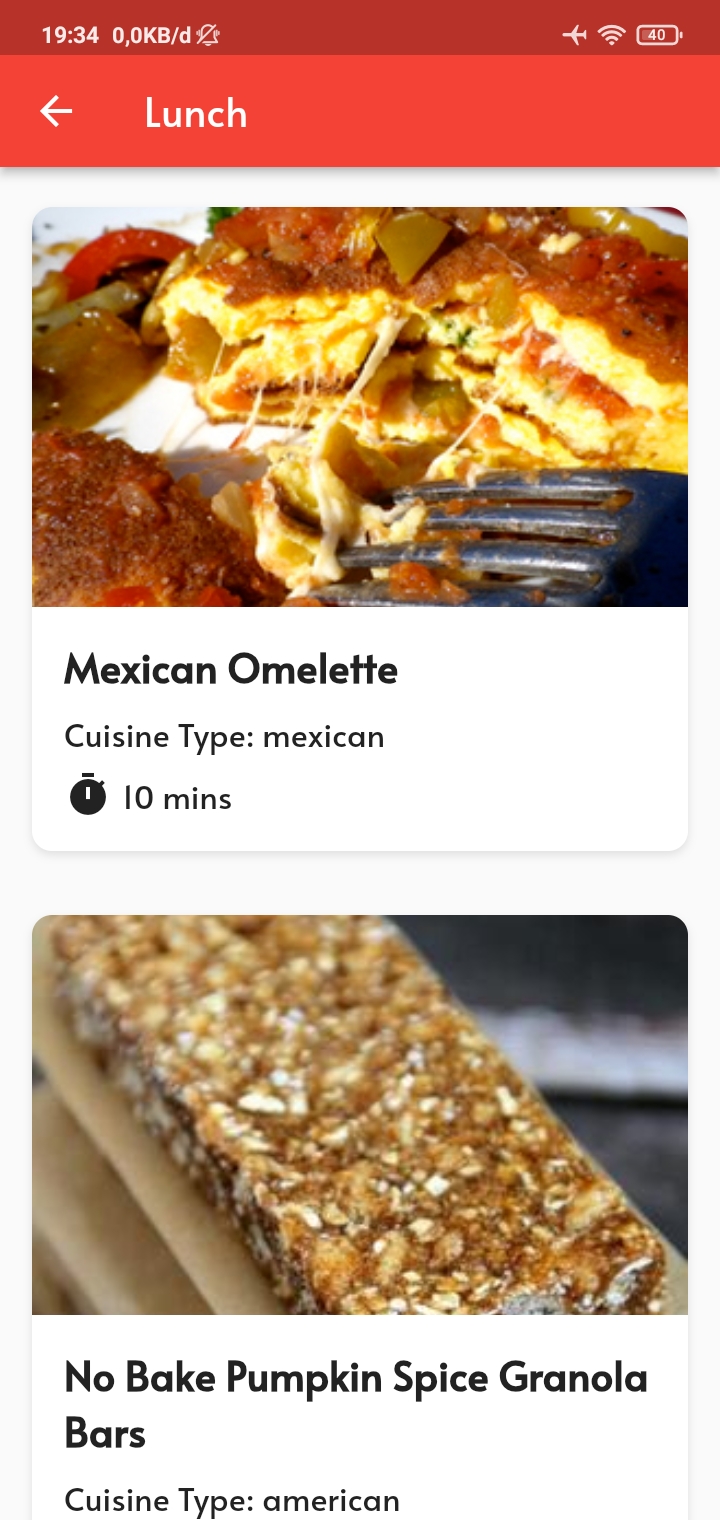 19:34 0,0KB/d 40
Lunch
Mexican Omelette
Cuisine Type: mexican
10 mins
No Bake Pumpkin Spice Granola
Bars
Cuisine Type: american